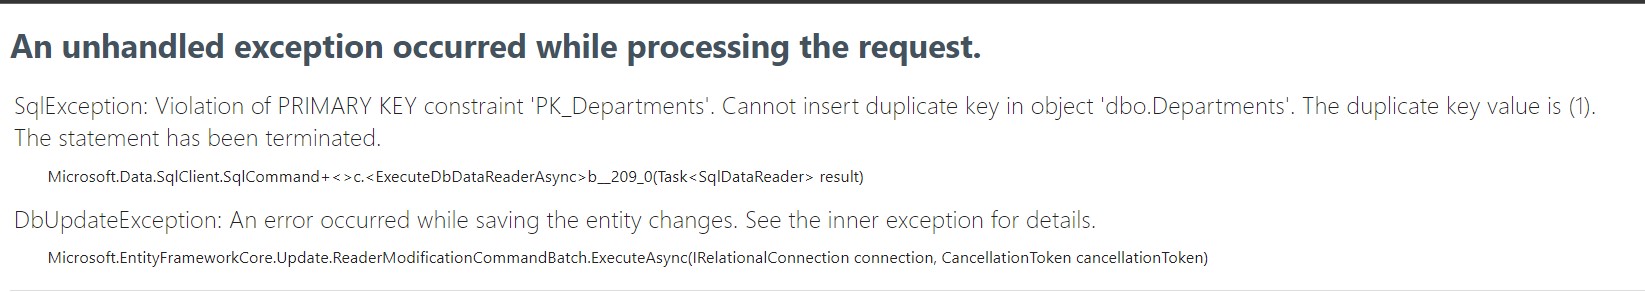 An unhandled exception occurred while processing the request.
SqlException: Violation of PRIMARY KEY constraint 'PK_Departments'. Cannot insert duplicate key in object 'dbo.Departments'. The duplicate key value is (1).
The statement has been terminated.
Microsoft.Data.SqlClient.SqlCommand+<>c.<ExecuteDbDataReaderAsync>b__209_0(Task<SqlDataReader> result)
DbUpdateException: An error occurred while saving the entity changes. See the inner exception for details.
Microsoft.EntityFrameworkCore.Update.ReaderModificationCommandBatch.ExecuteAsync(IRelationalConnection connection, CancellationToken cancellationToken)